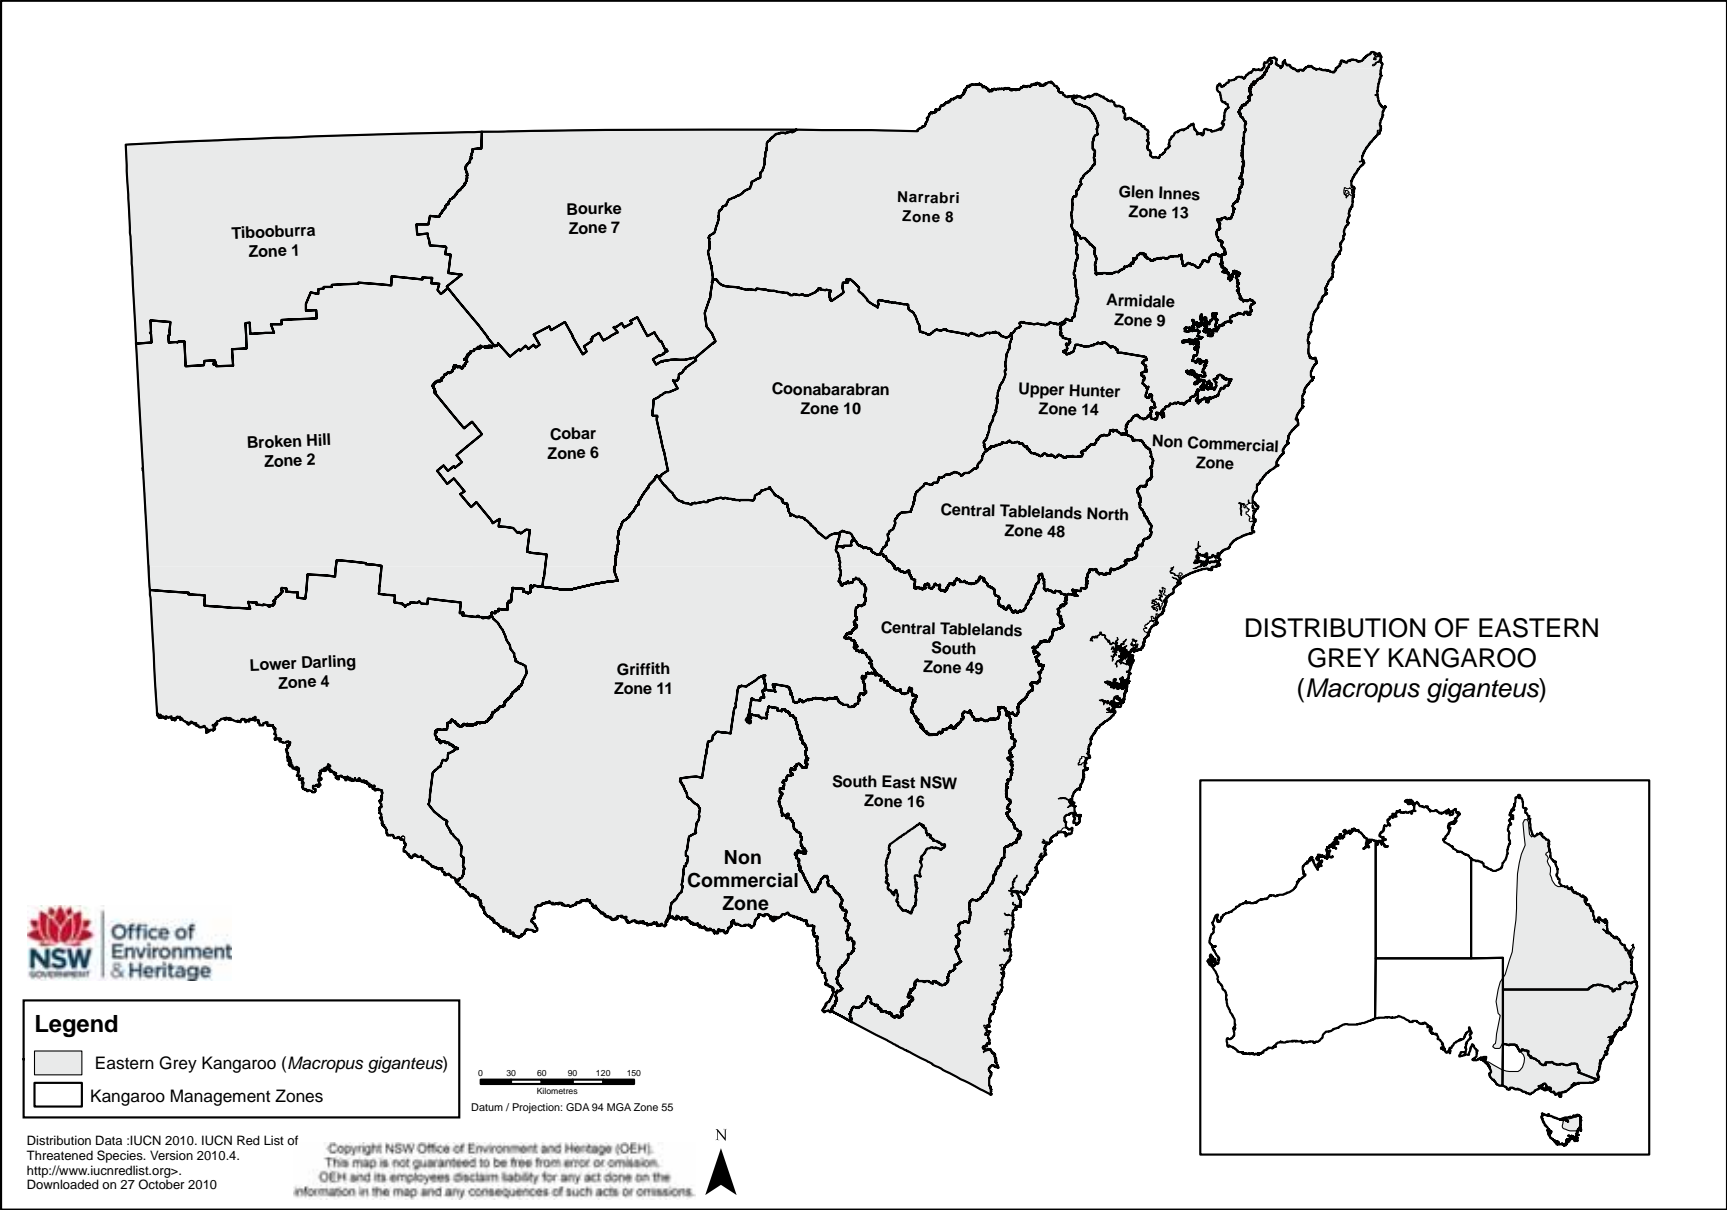 Tibooburra
Zone 1
Bourke
Zone 7
Narrabri
Zone 8
Glen Innes
Zone 13
Armidale
Zone 9
Broken Hill
Zone 2
Cobar
Zone 6
Coonabarabran
Zone 10
Upper Hunter
Zone 14
Non Commercial
Zone
Central Tablelands North
Zone 48
Lower Darling
Zone 4
Griffith
Zone 11
Central Tablelands
South
Zone 49
South East NSW
Zone 16
Non
Commercial
Zone
DISTRIBUTION OF EASTERN
GREY KANGAROO
(Macropus giganteus)
NSW
GOVERNMENT
Office of
Environment
& Heritage
Legend
Eastern Grey Kangaroo (Macropus giganteus)
Kangaroo Management Zones
0 30 60 90 120 150
Kilometres
Datum / Projection: GDA 94 MGA Zone 55
Distribution Data :IUCN 2010. IUCN Red List of
Threatened Species. Version 2010.4.
http://www.iucnredlist.org>.
Downloaded on 27 October 2010
Copyright NSW Office of Environment and Heritage (OEH).
This map is not guaranteed to be free from error or omission.
OEH and its employees disclaim liability for any act done on the
information in the map and any consequences of such acts or omissions.
N